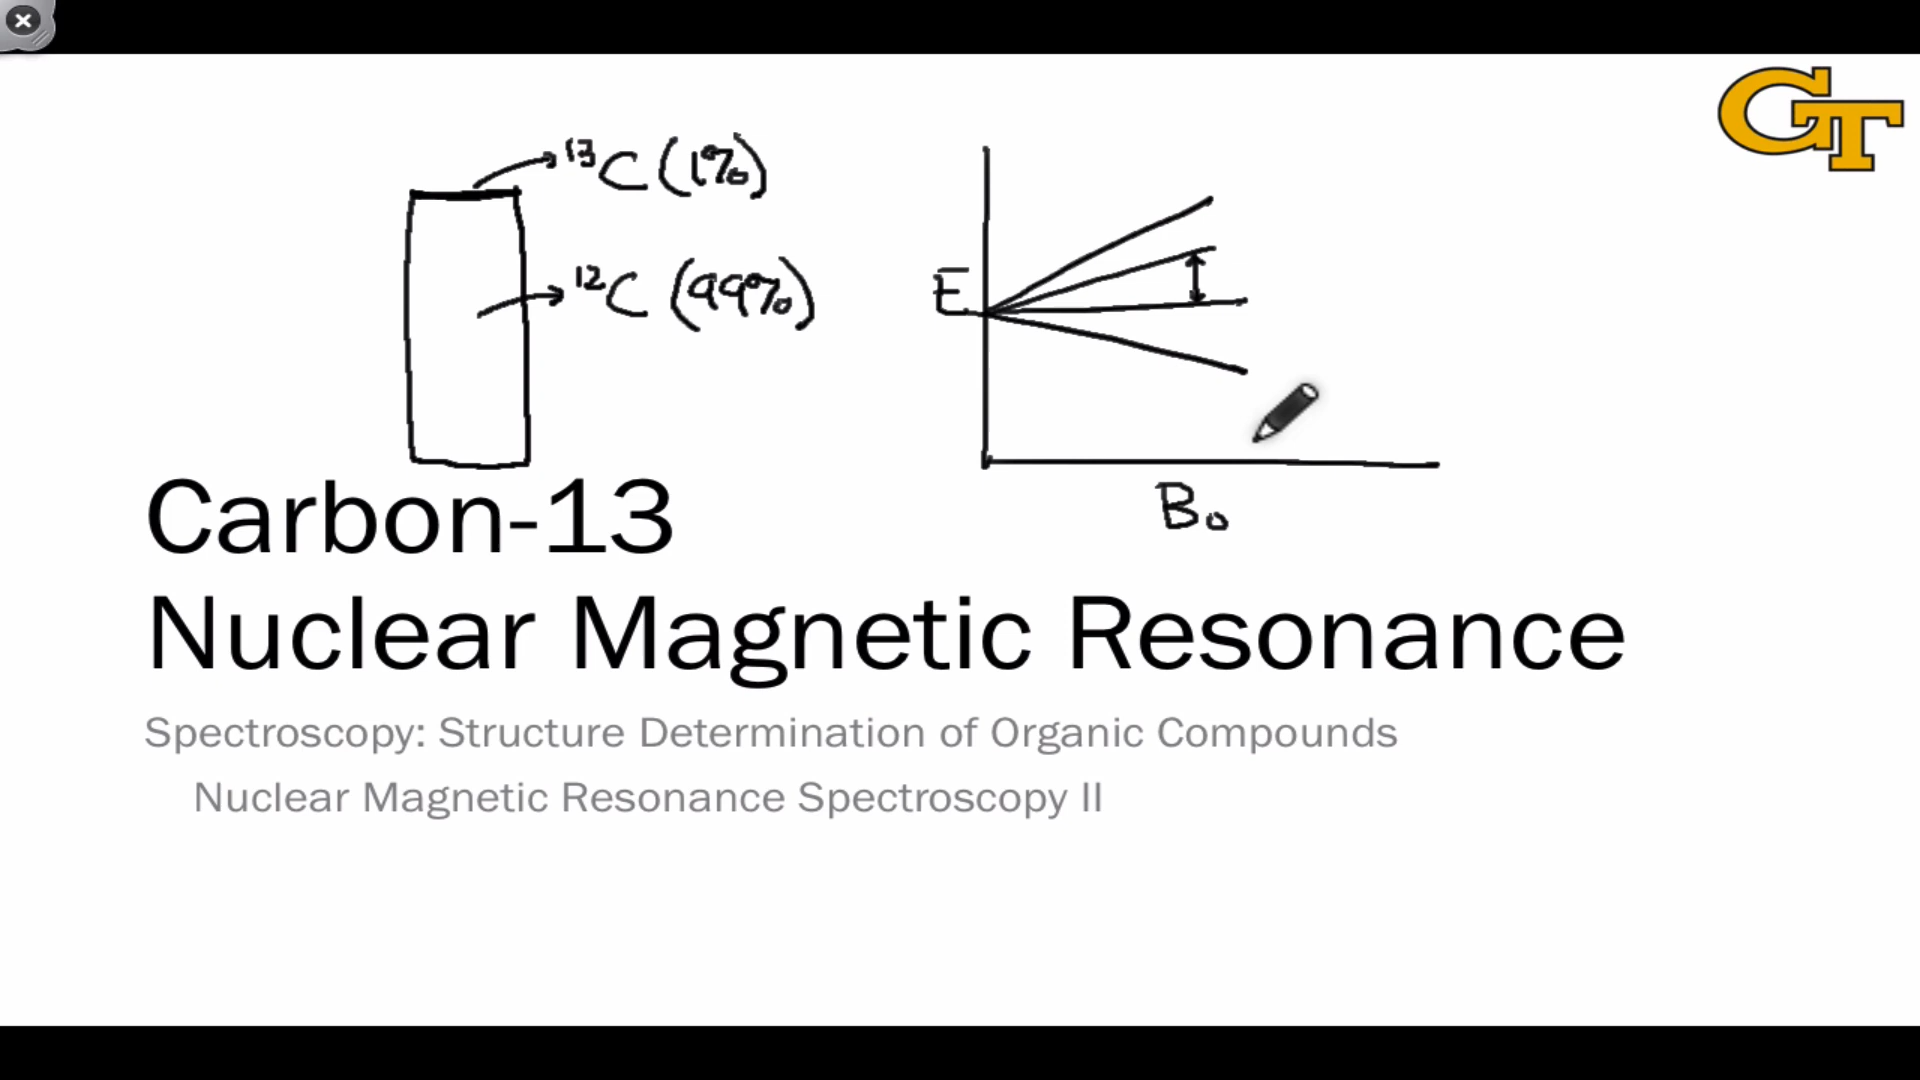 ¹³C (1%)
¹²C (99%)
E
B₀
GT
Carbon-13
Nuclear Magnetic Resonance
Spectroscopy: Structure Determination of Organic Compounds
Nuclear Magnetic Resonance Spectroscopy II